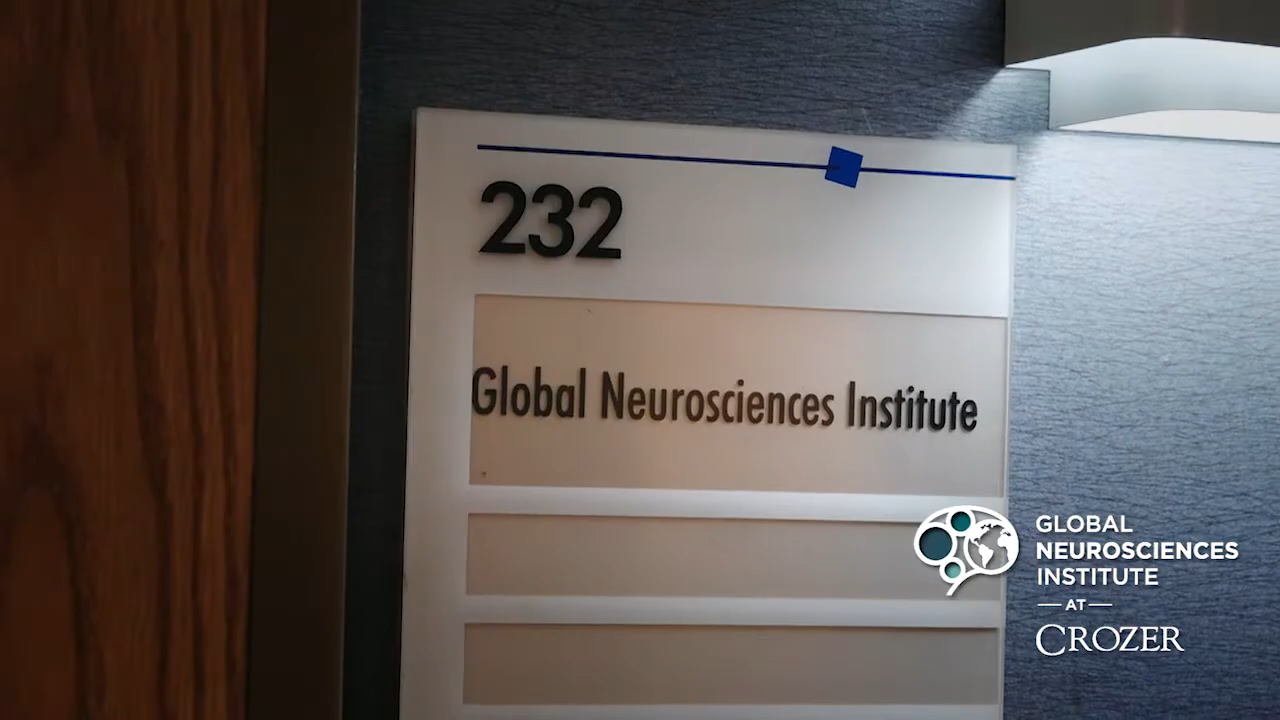 232
Global Neurosciences Institute
GLOBAL
NEUROSCIENCES
INSTITUTE
AT
CROZER